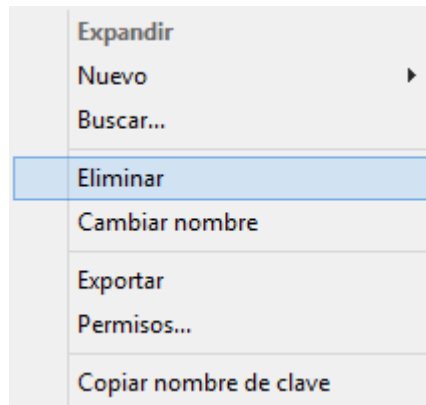 Expandir
Nuevo
Buscar...
Eliminar
Cambiar nombre
Exportar
Permisos...
Copiar nombre de clave